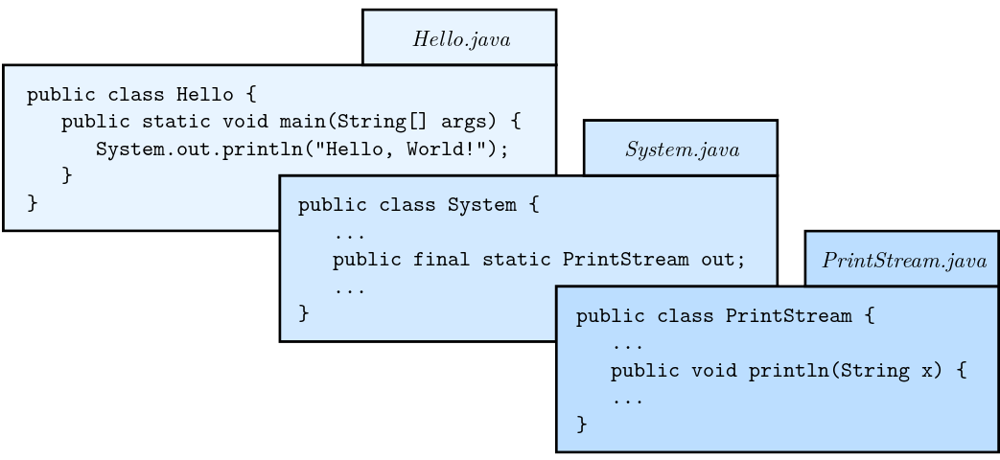 Hello.java
public class Hello {
   public static void main(String[] args) {
      System.out.println("Hello, World!");
   }
}
System.java
public class System {
   ...
   public final static PrintStream out;
   ...
}
PrintStream.java
public class PrintStream {
   ...
   public void println(String x) {
   ...
}